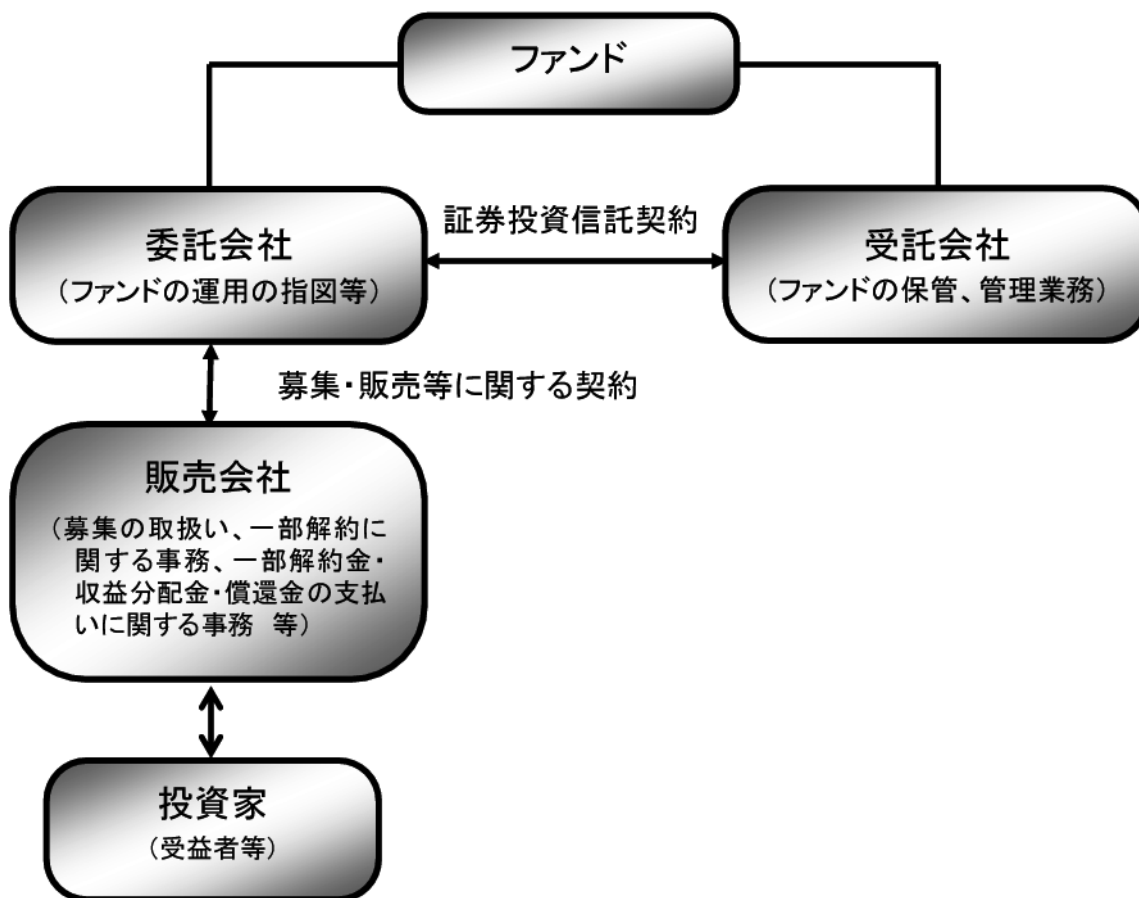 ファンド
委託会社
（ファンドの運用の指図等）
証券投資信託契約
受託会社
（ファンドの保管、管理業務）
募集・販売等に関する契約
販売会社
（募集の取扱い、一部解約に
関する事務、一部解約金・
収益分配金・償還金の支払
いに関する事務　等）
投資家
（受益者等）